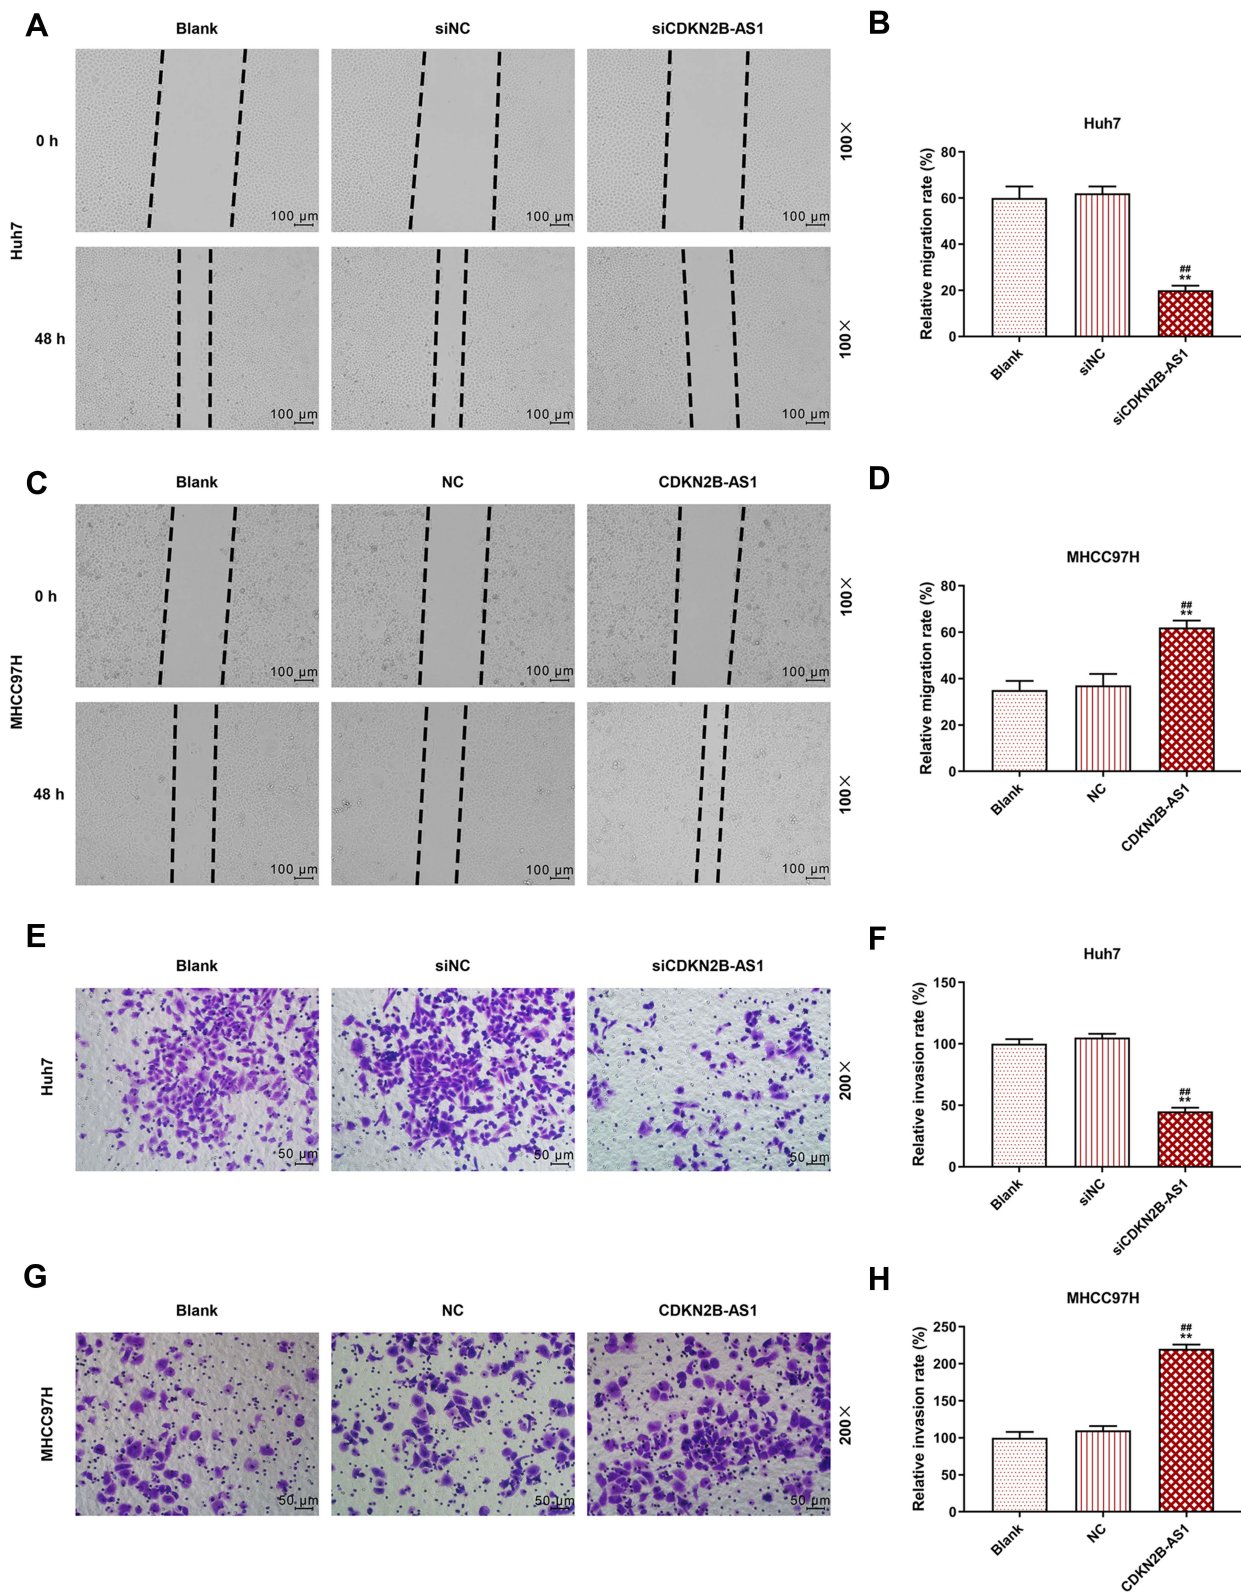 A
Blank
siNC
siCDKN2B-AS1
Huh7
0 h
100 µm
100 µm
100 µm
100×
48 h
100 µm
100 µm
100 µm
100×
B
Huh7
Relative migration rate (%)
80
60
40
20
0
##
**
Blank
siNC
siCDKN2B-AS1
C
Blank
NC
CDKN2B-AS1
MHCC97H
0 h
100 µm
100 µm
100 µm
100×
48 h
100 µm
100 µm
100 µm
100×
D
MHCC97H
Relative migration rate (%)
80
60
40
20
0
##
**
Blank
NC
CDKN2B-AS1
E
Blank
siNC
siCDKN2B-AS1
Huh7
50 µm
50 µm
50 µm
200×
F
Huh7
Relative invasion rate (%)
150
100
50
0
##
**
Blank
siNC
siCDKN2B-AS1
G
Blank
NC
CDKN2B-AS1
MHCC97H
50 µm
50 µm
50 µm
200×
H
MHCC97H
Relative invasion rate (%)
250
200
150
100
50
0
##
**
Blank
NC
CDKN2B-AS1